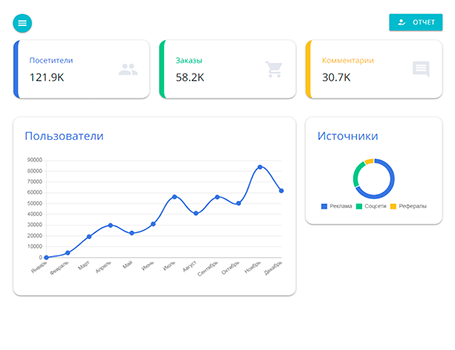 ОТЧЕТ
Посетители
121.9K
Заказы
58.2K
Комментарии
30.7K
Пользователи
90000
80000
70000
60000
50000
40000
30000
20000
10000
0
Январь Февраль Март Апрель Май Июнь Июль Август Сентябрь Октябрь Ноябрь Декабрь
Источники
Реклама Соцсети Рефералы